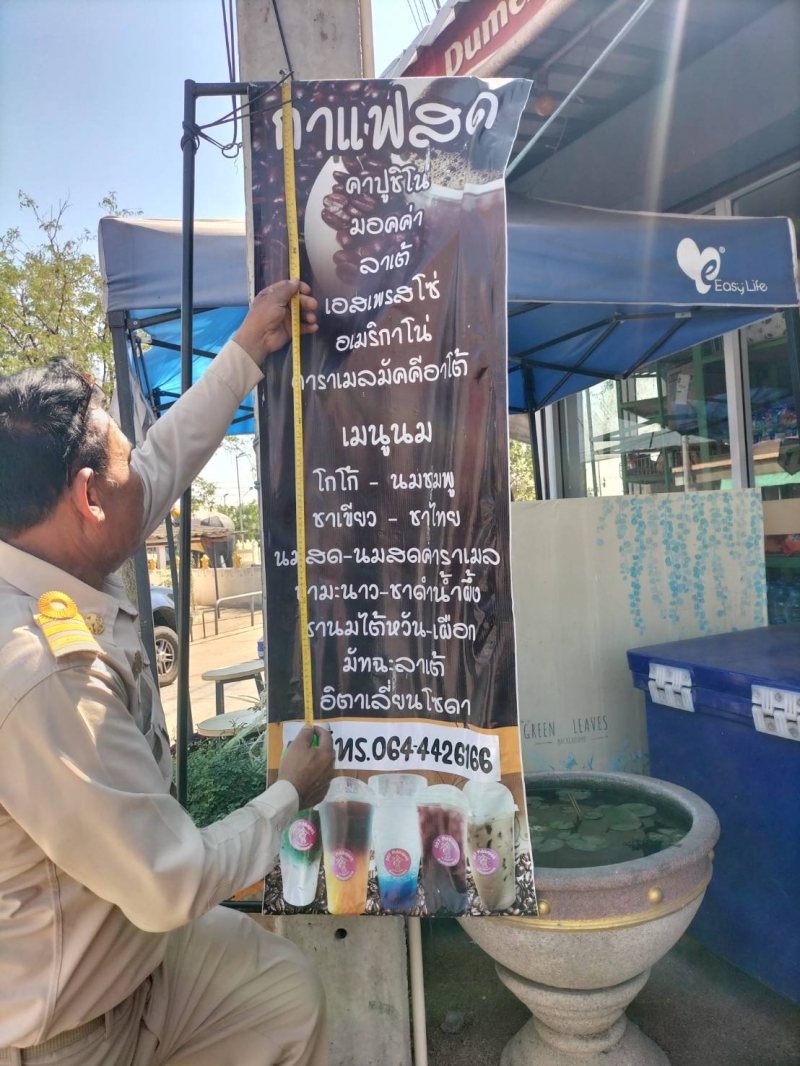 Dume
กาแฟสด
คาปูชิโน่
มอคค่า
ลาเต้
เอสเพรสโซ่
อเมริกาโน่
คาราเมลมัคคีอาโต้
เมนูนม
โกโก้ - นมชมพู
ชาเขียว - ชาไทย
นมสด-นมสดคาราเมล
ชามะนาว-ชาดำน้ำผึ้ง
ชานมไต้หวัน-เผือก
มัทฉะลาเต้
อิตาเลี่ยนโซดา
โทร.064-4426166
e
Easy Life
GREEN LEAVES